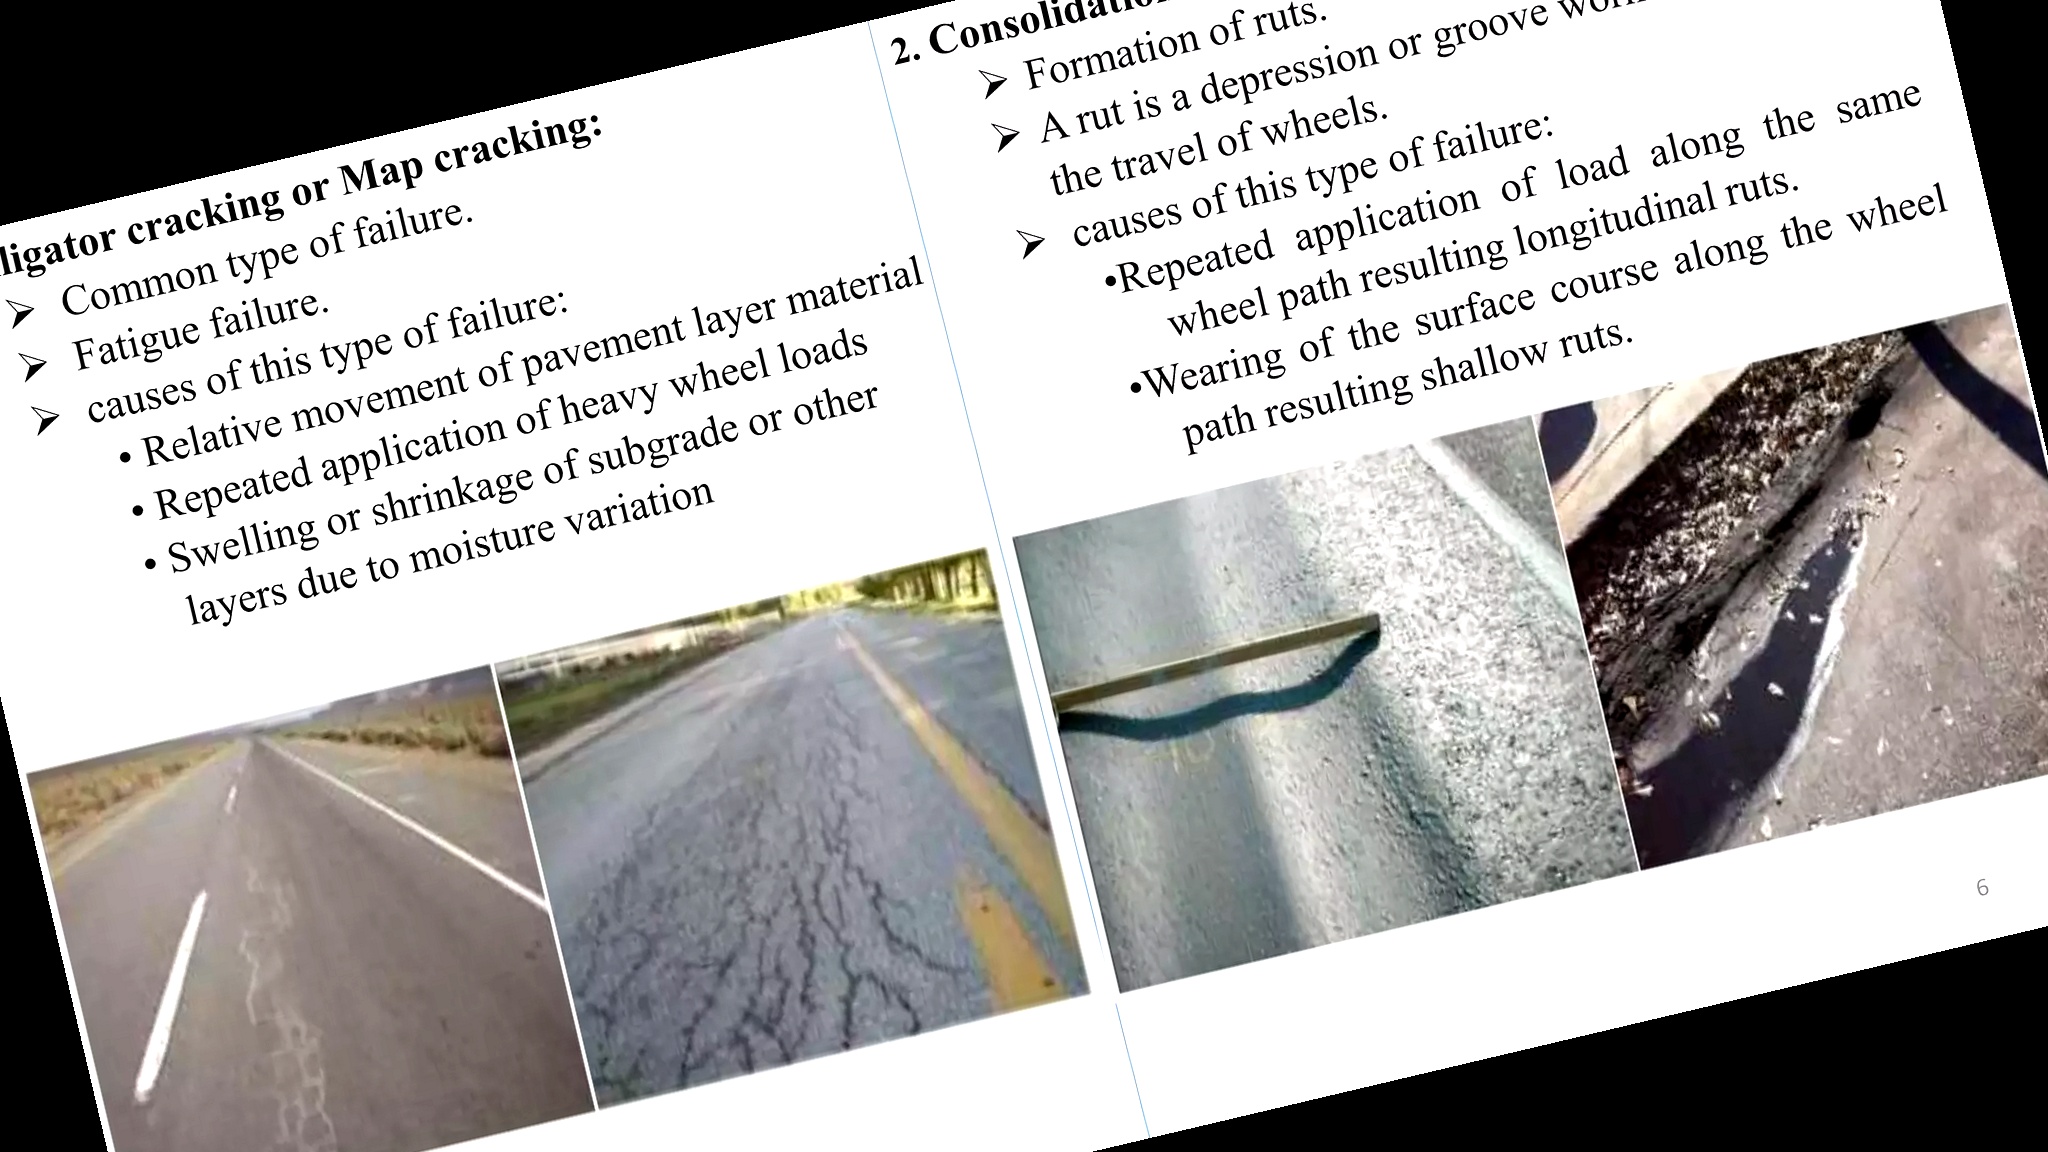 ligator cracking or Map cracking:
Common type of failure.
Fatigue failure.
causes of this type of failure:
• Relative movement of pavement layer material
• Repeated application of heavy wheel loads
• Swelling or shrinkage of subgrade or other
layers due to moisture variation
2. Consolidatio
Formation of ruts.
A rut is a depression or groove wor
the travel of wheels.
causes of this type of failure:
•Repeated application of load along the same
wheel path resulting longitudinal ruts.
•Wearing of the surface course along the wheel
path resulting shallow ruts.
6